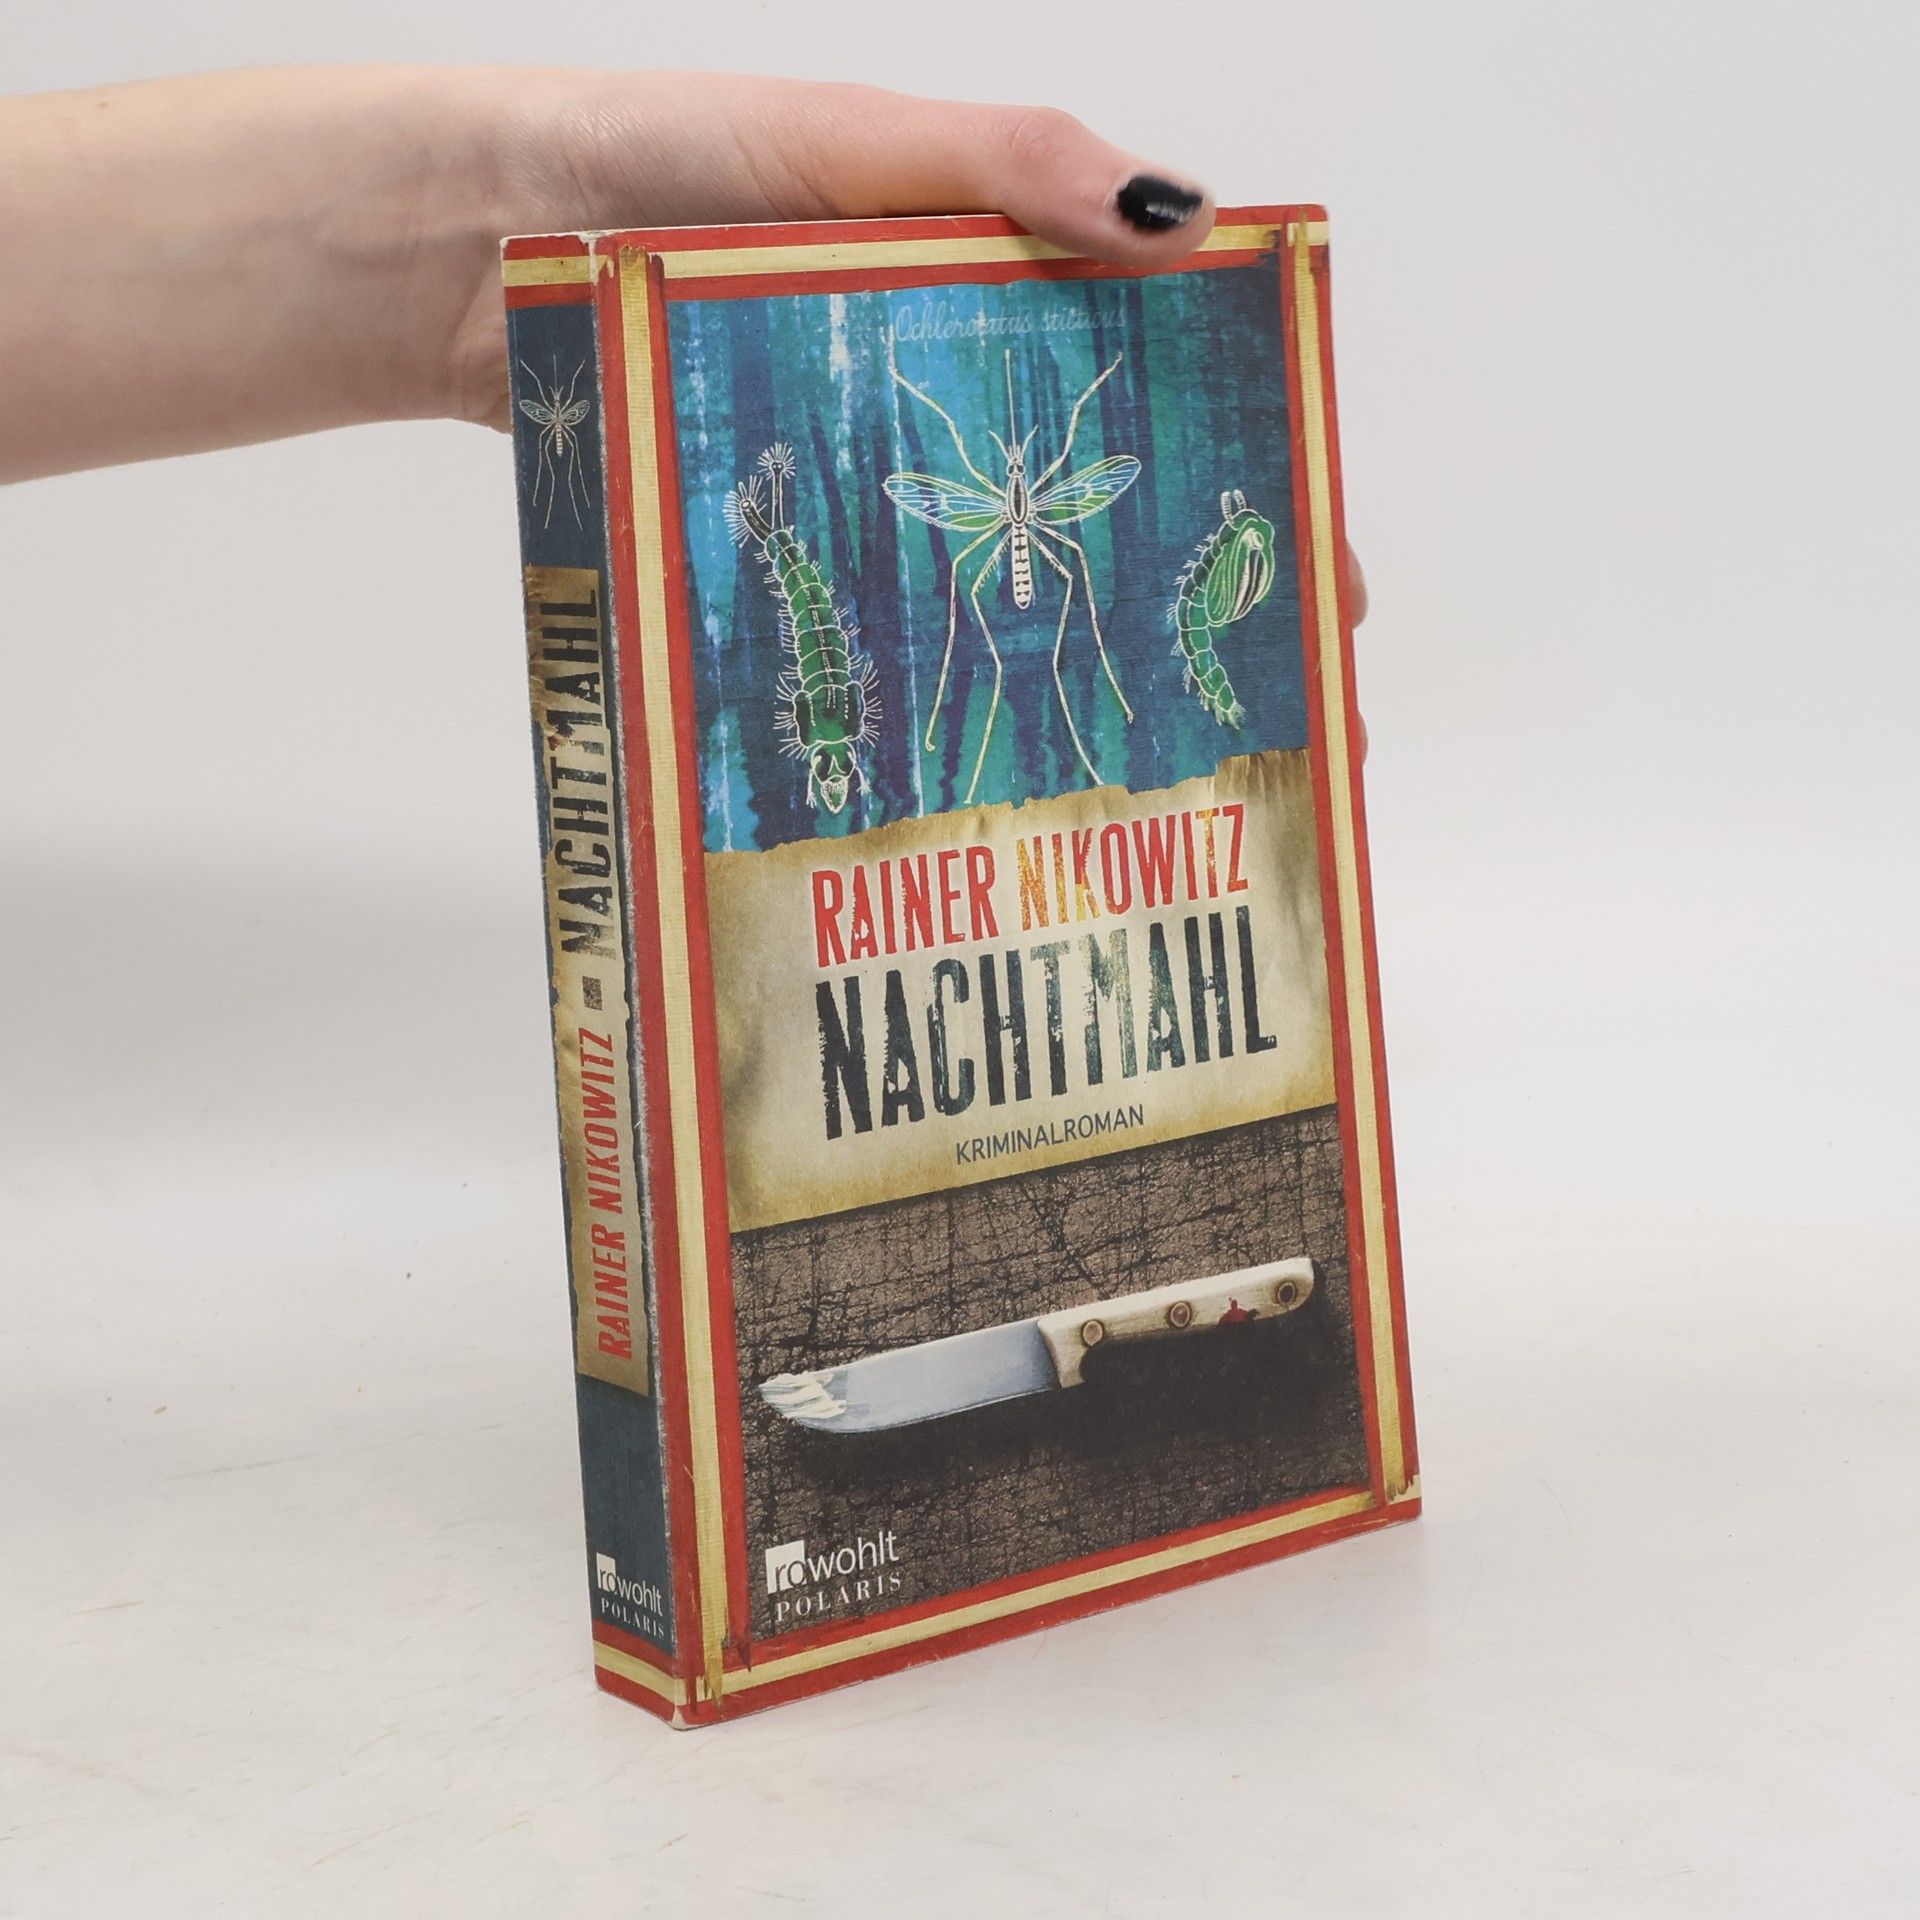 Ochlerotatus sticticus
RAINER NIKOWITZ
NACHTMAHL
KRIMINALROMAN
rowohlt
POLARIS
RAINER NIKOWITZ - NACHTMAHL
rowohlt
POLARIS